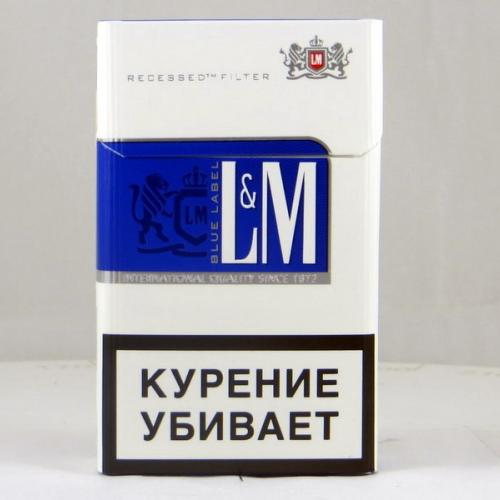 RECESSED™ FILTER
LM
LM
BLUE LABEL
L&M
INTERNATIONAL QUALITY SINCE 1872
КУРЕНИЕ
УБИВАЕТ